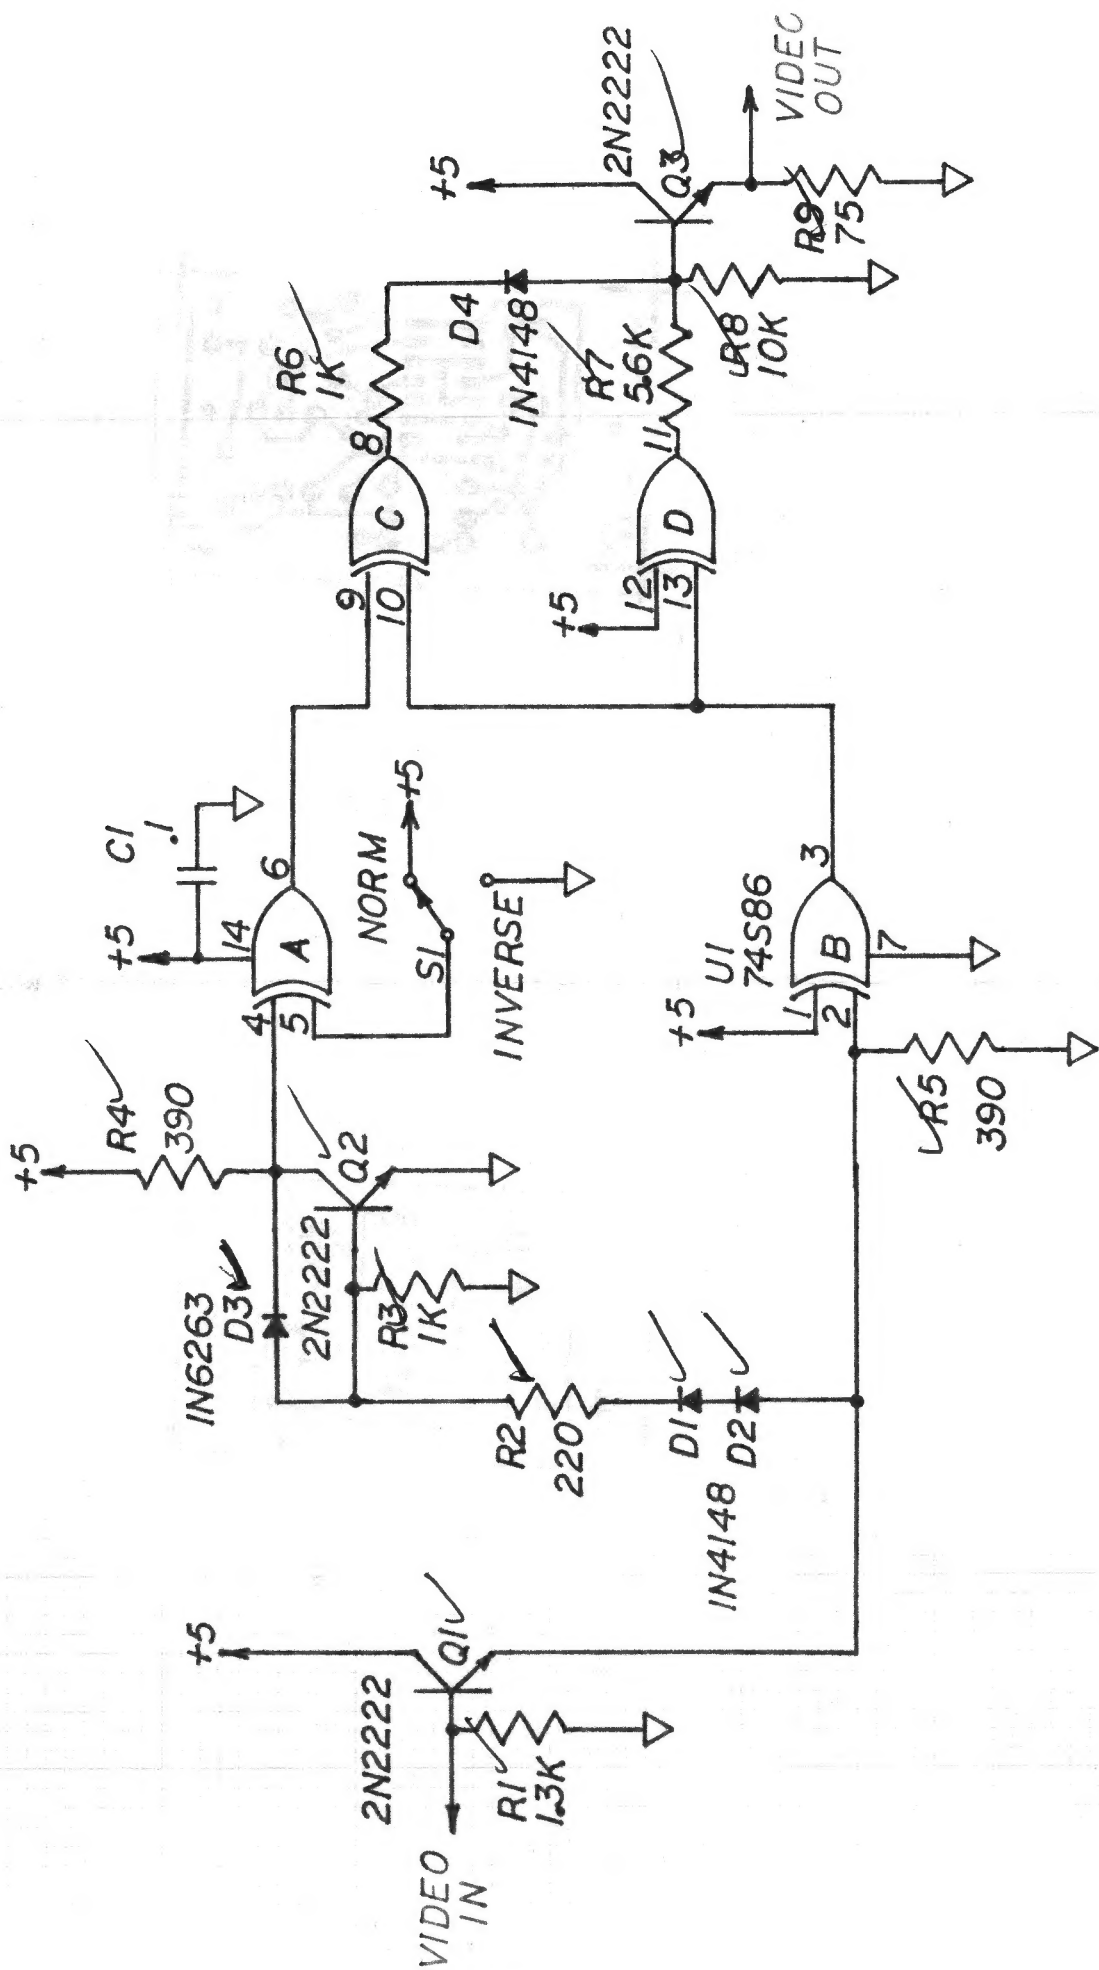 VIDEO
IN
2N2222
+5
Q1
R1
1.3K
IN4148
D1
D2
R2
220
IN6263
D3
2N2222
Q2
R3
1K
+5
R4
390
R5
390
+5
14
C1
.1
4
5
A
6
S1
NORM
+5
INVERSE
U1
74S86
+5
1
2
B
3
7
9
10
C
8
+5
12
13
D
11
R6
1K
D4
IN4148
R7
5.6K
R8
10K
+5
2N2222
Q3
R9
75
VIDEO
OUT